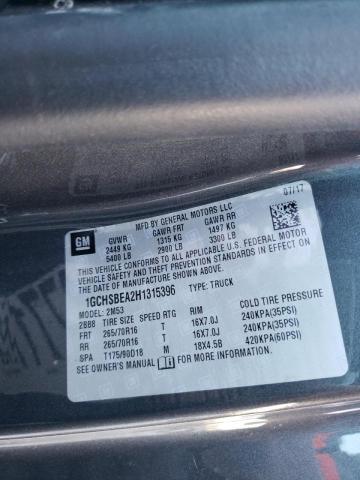 07/17
MFD BY GENERAL MOTORS LLC
GM GVWR GAWR FRT GAWR RR
2449 KG 1315 KG 1497 KG
5400 LB 2900 LB 3300 LB
THIS VEHICLE CONFORMS TO ALL APPLICABLE U.S. FEDERAL MOTOR
VEHICLE SAFETY AND THEFT PREVENTION STANDARDS IN EFFECT ON
THE DATE OF MANUFACTURE SHOWN ABOVE.
1GCHSBEA2H1315396 TYPE: TRUCK
MODEL: 2M53
28B8 TIRE SIZE SPEED RTG RIM COLD TIRE PRESSURE
FRT 265/70R16 T 16X7.0J 240KPA(35PSI)
RR 265/70R16 T 16X7.0J 240KPA(35PSI)
SPA T175/90D18 M 18X4.5B 420KPA(60PSI)
SEE OWNER'S MANUAL FOR MORE INFORMATION.